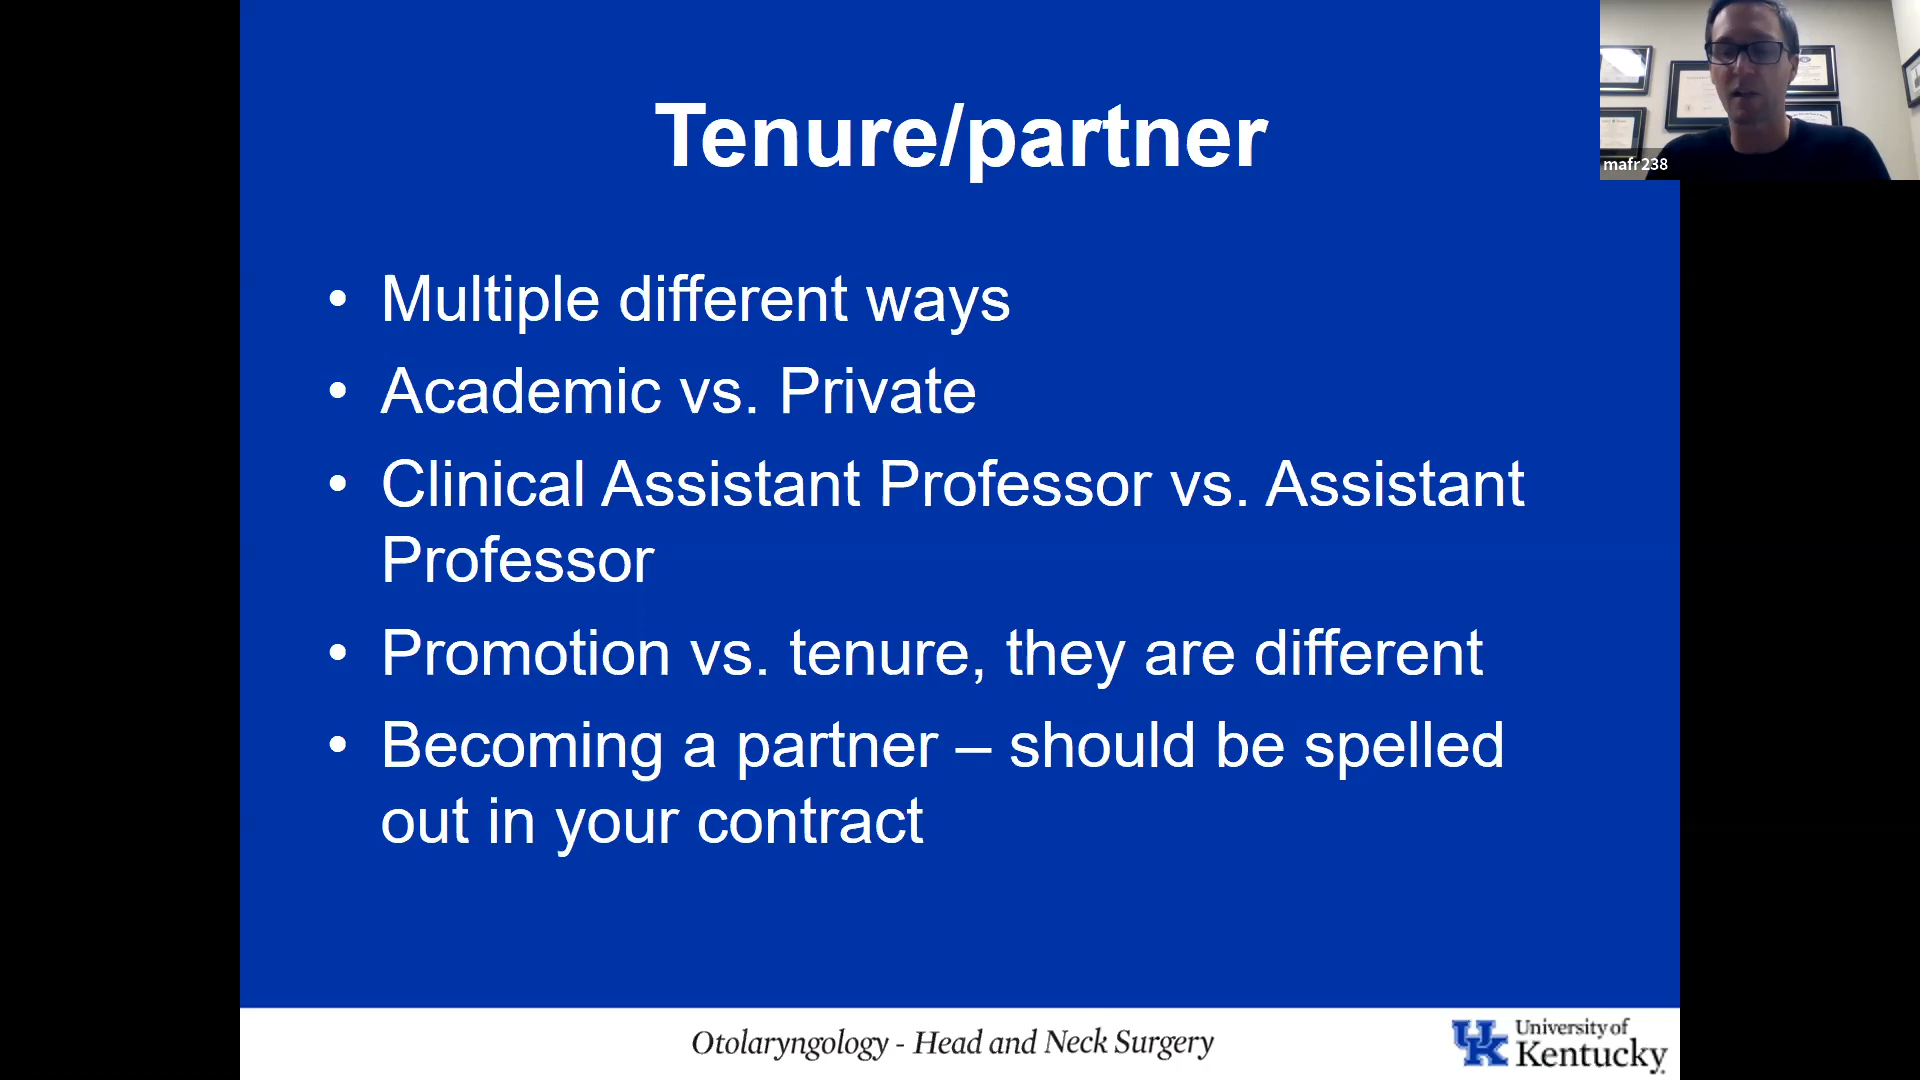 Tenure/partner
mafr238
• Multiple different ways
• Academic vs. Private
• Clinical Assistant Professor vs. Assistant
Professor
• Promotion vs. tenure, they are different
• Becoming a partner – should be spelled
out in your contract
Otolaryngology - Head and Neck Surgery
UK
University of
Kentucky